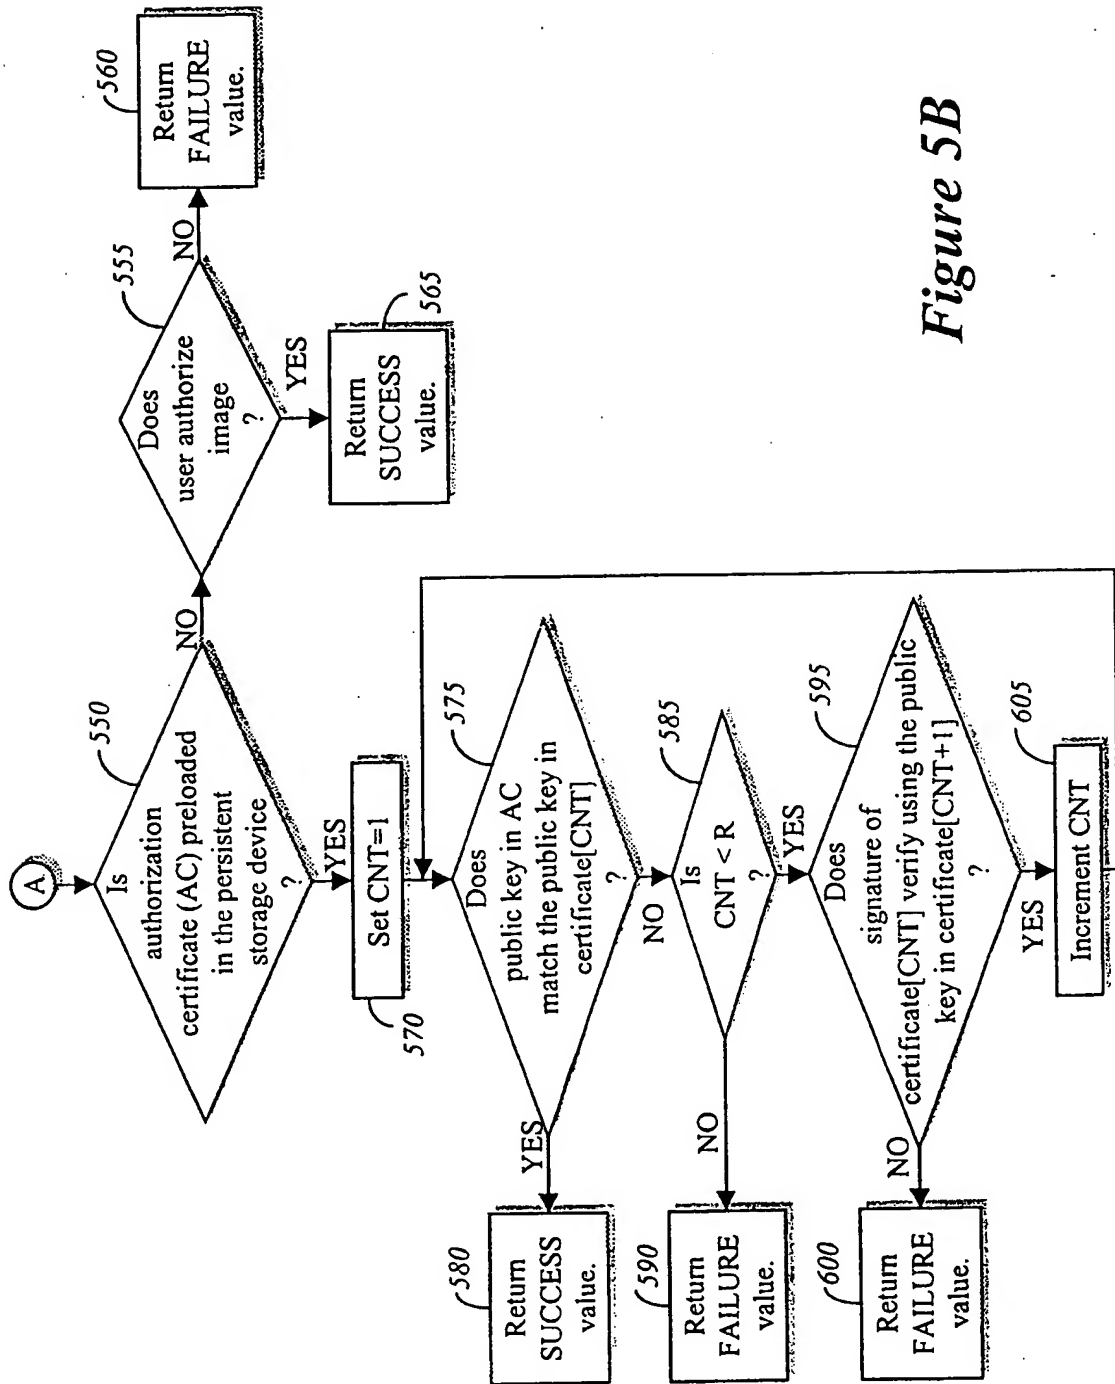 A
550
Is
authorization
certificate (AC) preloaded
in the persistent
storage device
?
NO
YES
555
Does
user authorize
image
?
NO
YES
560
Return
FAILURE
value.
565
Return
SUCCESS
value.
570
Set CNT=1
575
Does
public key in AC
match the public key in
certificate[CNT]
?
YES
NO
580
Return
SUCCESS
value.
585
Is
CNT < R
?
NO
YES
590
Return
FAILURE
value.
595
Does
signature of
certificate[CNT] verify using the public
key in certificate[CNT+1]
?
NO
YES
600
Return
FAILURE
value.
605
Increment CNT
Figure 5B